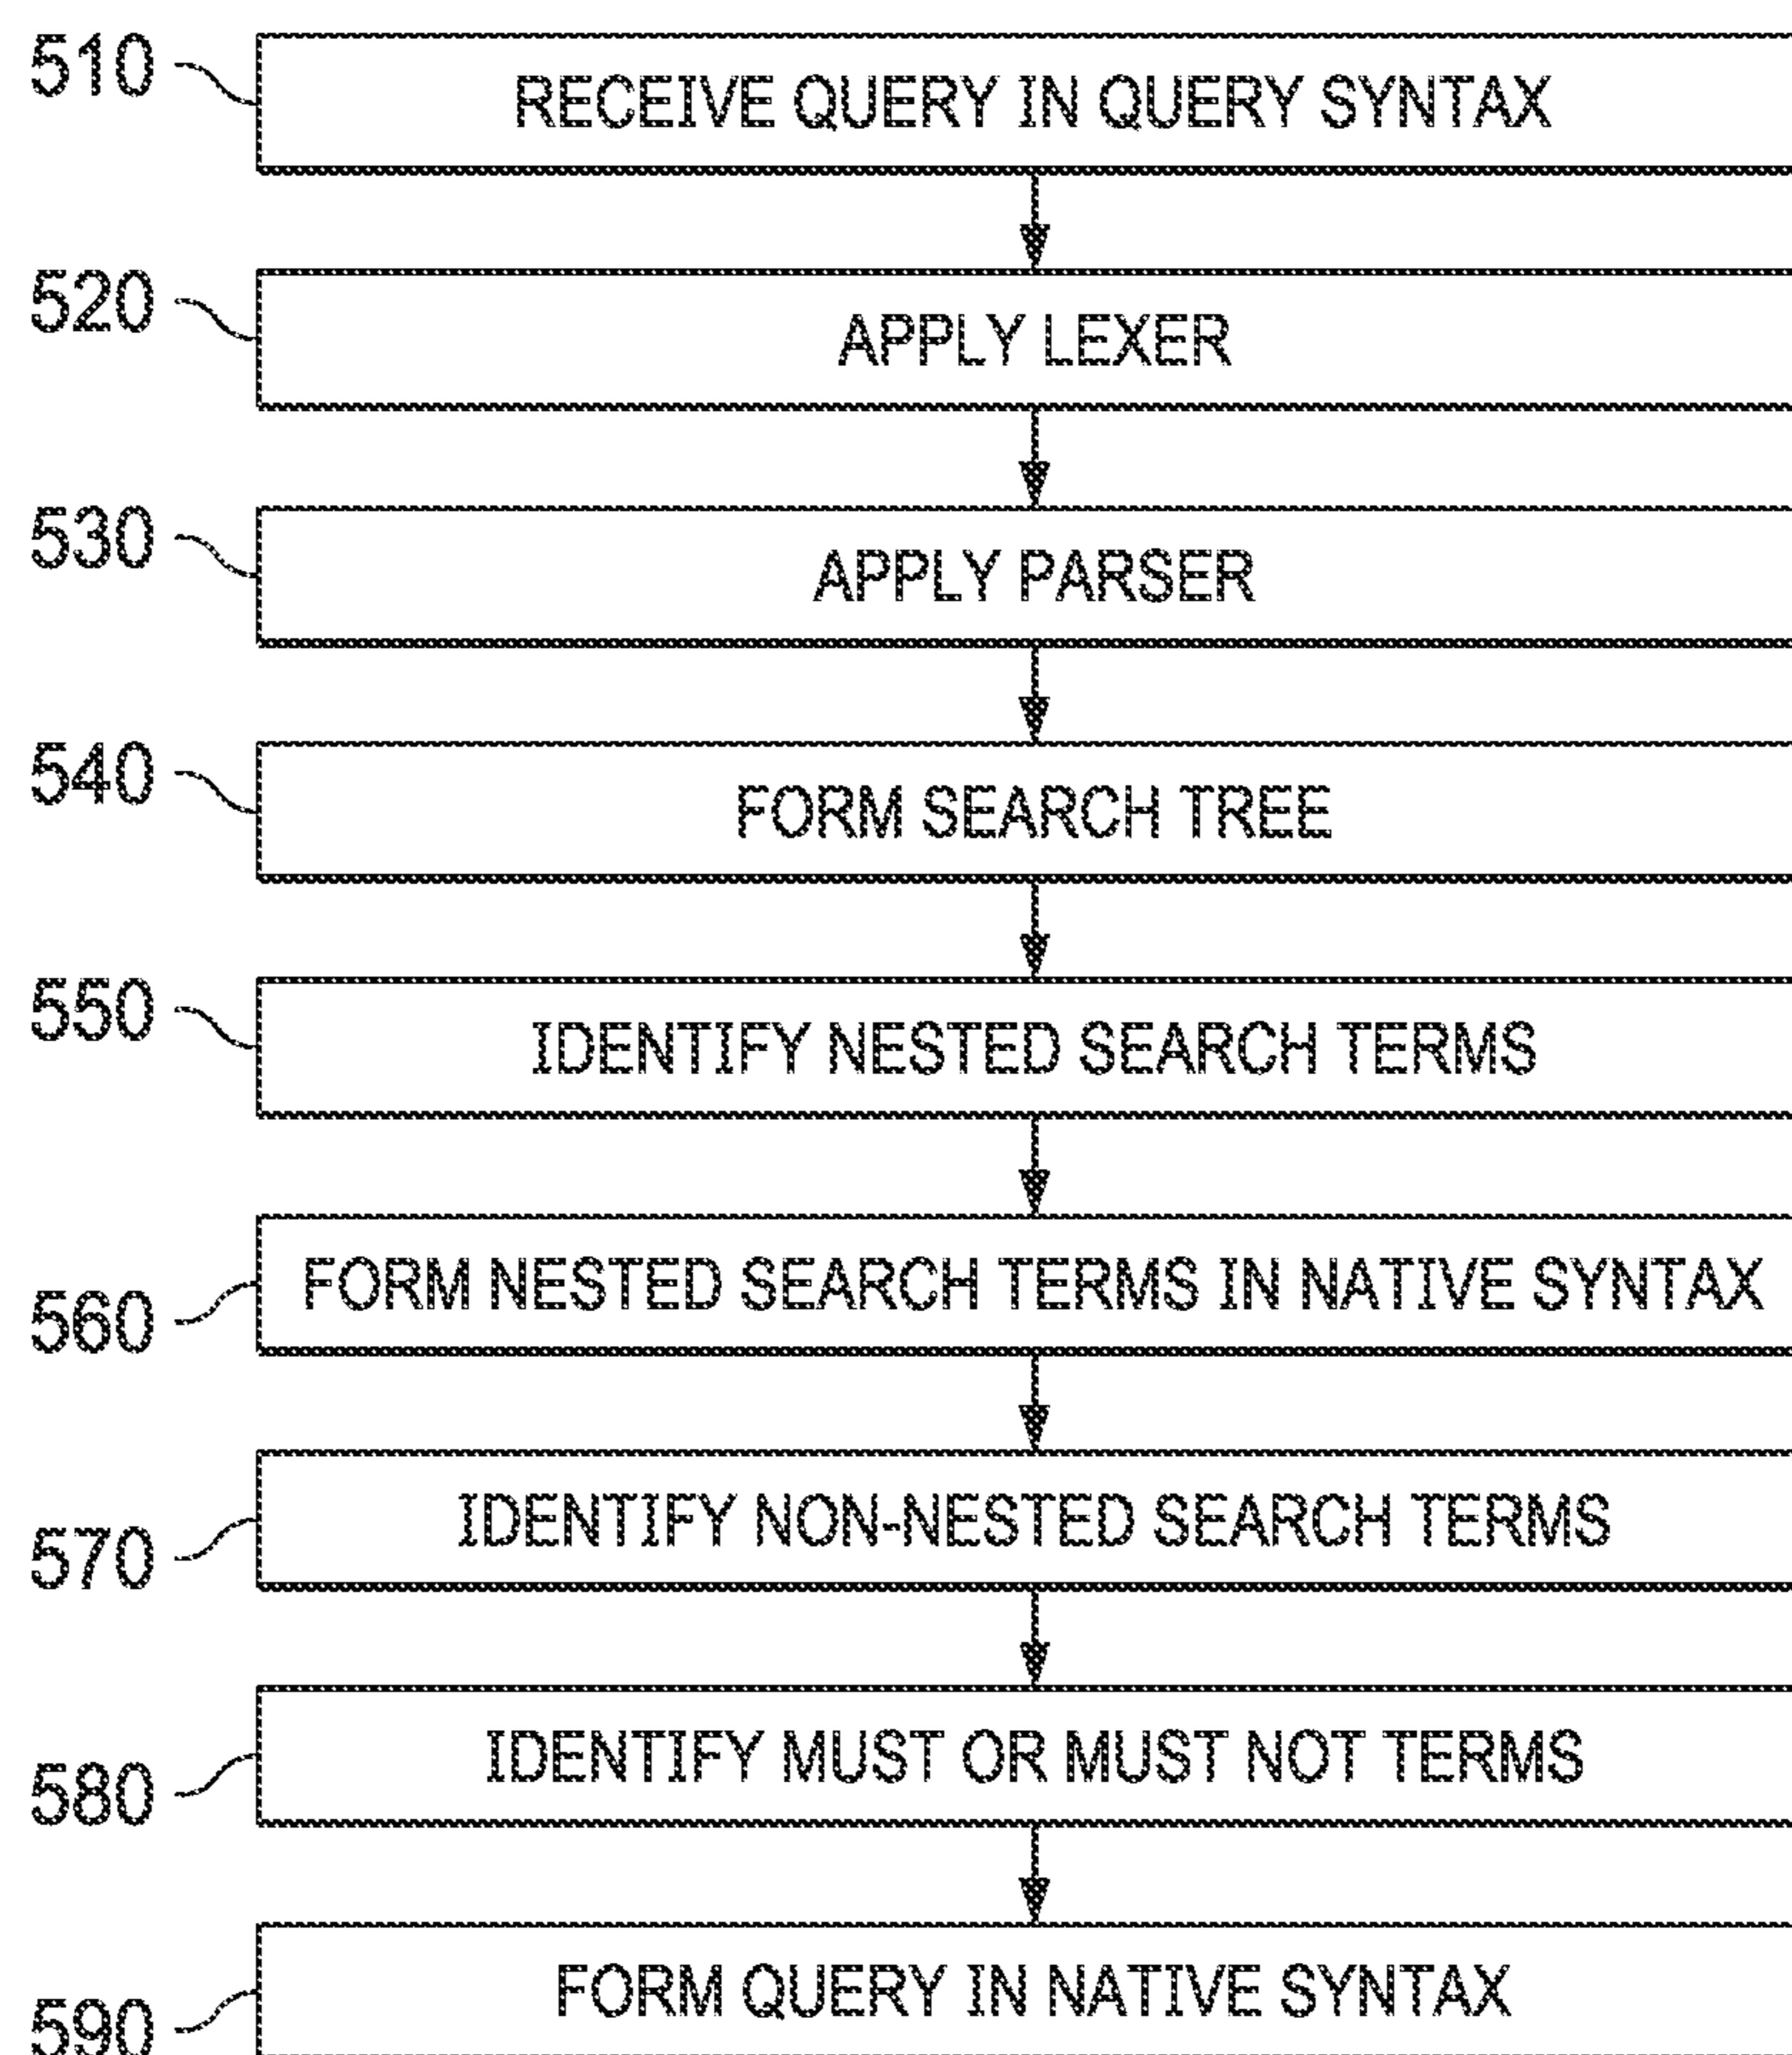 510 RECEIVE QUERY IN QUERY SYNTAX
520 APPLY LEXER
530 APPLY PARSER
540 FORM SEARCH TREE
550 IDENTIFY NESTED SEARCH TERMS
560 FORM NESTED SEARCH TERMS IN NATIVE SYNTAX
570 IDENTIFY NON-NESTED SEARCH TERMS
580 IDENTIFY MUST OR MUST NOT TERMS
590 FORM QUERY IN NATIVE SYNTAX